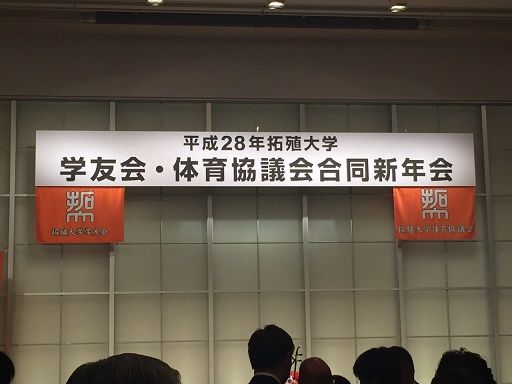 平成28年拓殖大学
学友会・体育協議会合同新年会
拓殖大学学友会
拓殖大学体育協議会